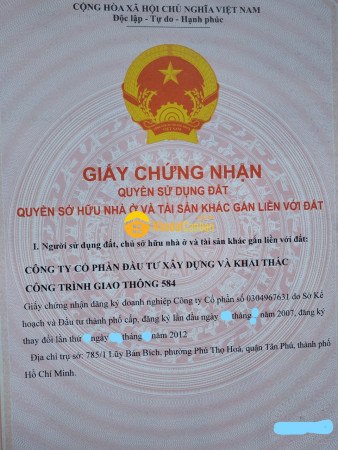 CỘNG HÒA XÃ HỘI CHỦ NGHĨA VIỆT NAM
Độc lập - Tự do - Hạnh phúc
VIỆT NAM
GIẤY CHỨNG NHẬN
QUYỀN SỬ DỤNG ĐẤT
QUYỀN SỞ HỮU NHÀ Ở VÀ TÀI SẢN KHÁC GẮN LIỀN VỚI ĐẤT
I. Người sử dụng đất, chủ sở hữu nhà ở và tài sản khác gắn liền với đất:
CÔNG TY CỔ PHẦN ĐẦU TƯ XÂY DỰNG VÀ KHAI THÁC
CÔNG TRÌNH GIAO THÔNG 584
Giấy chứng nhận đăng ký doanh nghiệp Công ty Cổ phần số 0304967631 do Sở Kế
hoạch và Đầu tư thành phố cấp, đăng ký lần đầu ngày tháng năm 2007, đăng ký
thay đổi lần thứ ngày tháng năm 2012
Địa chỉ trụ sở: 785/1 Lũy Bán Bích, phường Phú Thọ Hoà, quận Tân Phú, thành phố
Hồ Chí Minh.